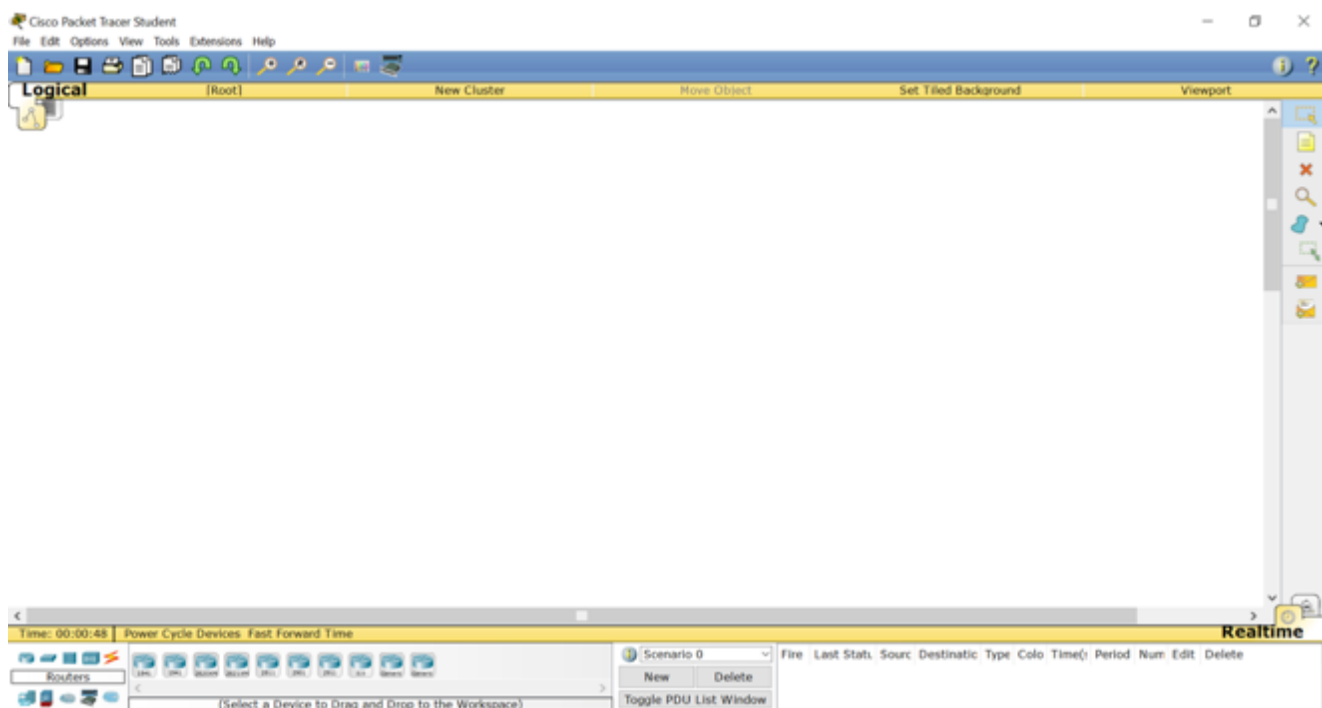 Cisco Packet Tracer Student
File Edit Options View Tools Extensions Help
Logical [Root] New Cluster Move Object Set Tiled Background Viewport
Time: 00:00:48 Power Cycle Devices Fast Forward Time Realtime
Scenario 0 Fire Last Statu Sourc Destinatic Type Colo Time(s Period Num Edit Delete
Routers New Delete
(Select a Device to Drag and Drop to the Workspace) Toggle PDU List Window